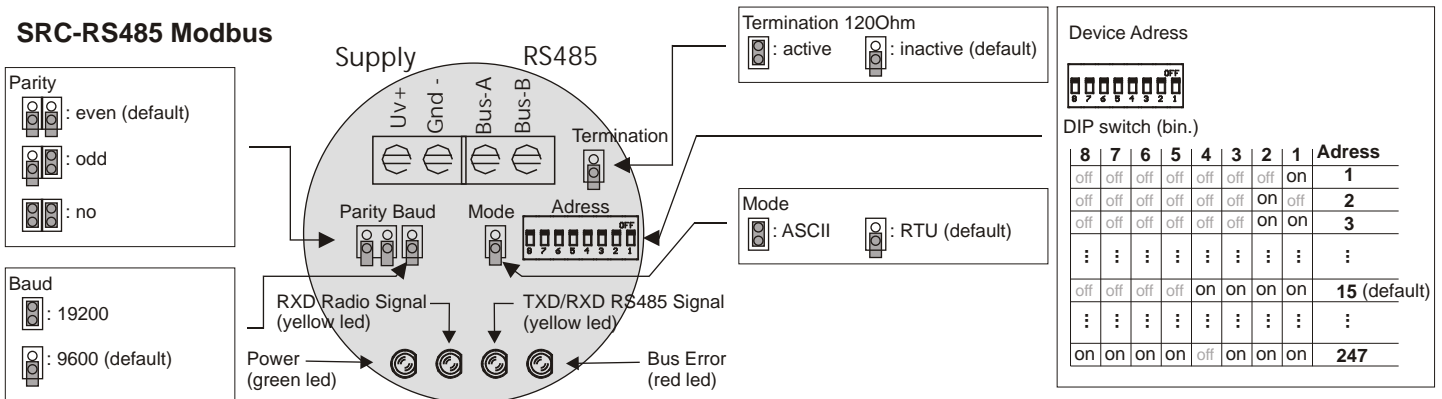 SRC-RS485 Modbus
Parity
: even (default)
: odd
: no
Baud
: 19200
: 9600 (default)
Supply
RS485
Uv+
Gnd -
Bus-A
Bus-B
Termination
Parity Baud
Mode
Adress
OFF
8 7 6 5 4 3 2 1
RXD Radio Signal
(yellow led)
TXD/RXD RS485 Signal
(yellow led)
Power
(green led)
Bus Error
(red led)
Termination 120Ohm
: active
: inactive (default)
Mode
: ASCII
: RTU (default)
Device Adress
OFF
8 7 6 5 4 3 2 1
DIP switch (bin.)
8 7 6 5 4 3 2 1 Adress
off off off off off off off on 1
off off off off off off on off 2
off off off off off off on on 3
⋮ ⋮ ⋮ ⋮ ⋮ ⋮ ⋮ ⋮ ⋮
off off off off on on on on 15 (default)
⋮ ⋮ ⋮ ⋮ ⋮ ⋮ ⋮ ⋮ ⋮
on on on on off on on on 247